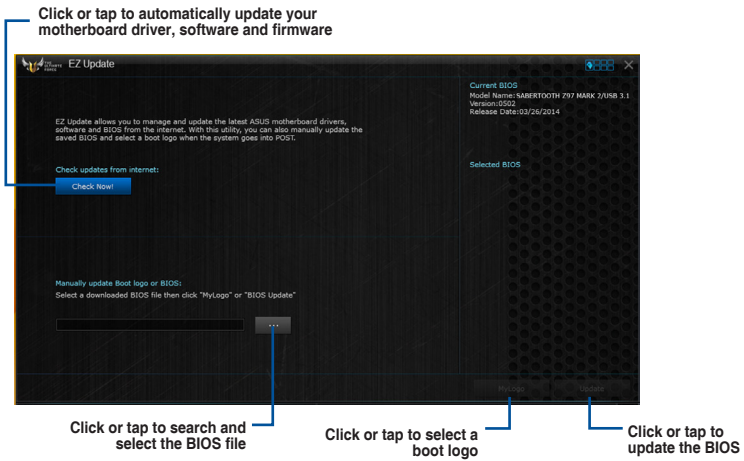 Click or tap to automatically update your
motherboard driver, software and firmware
THE
ULTIMATE
FORCE
EZ Update
Current BIOS
Model Name:SABERTOOTH Z97 MARK 2/USB 3.1
Version:0502
Release Date:03/26/2014
EZ Update allows you to manage and update the latest ASUS motherboard drivers,
software and BIOS from the internet. With this utility, you can also manually update the
saved BIOS and select a boot logo when the system goes into POST.
Check updates from internet:
Selected BIOS
Check Now!
Manually update Boot logo or BIOS:
Select a downloaded BIOS file then click "MyLogo" or "BIOS Update"
...
MyLogo
Update
Click or tap to search and
select the BIOS file
Click or tap to select a
boot logo
Click or tap to
update the BIOS